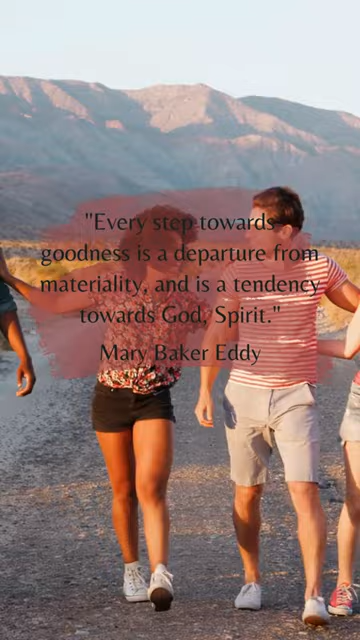 "Every step towards
goodness is a departure from
materiality, and is a tendency
towards God, Spirit."
Mary Baker Eddy